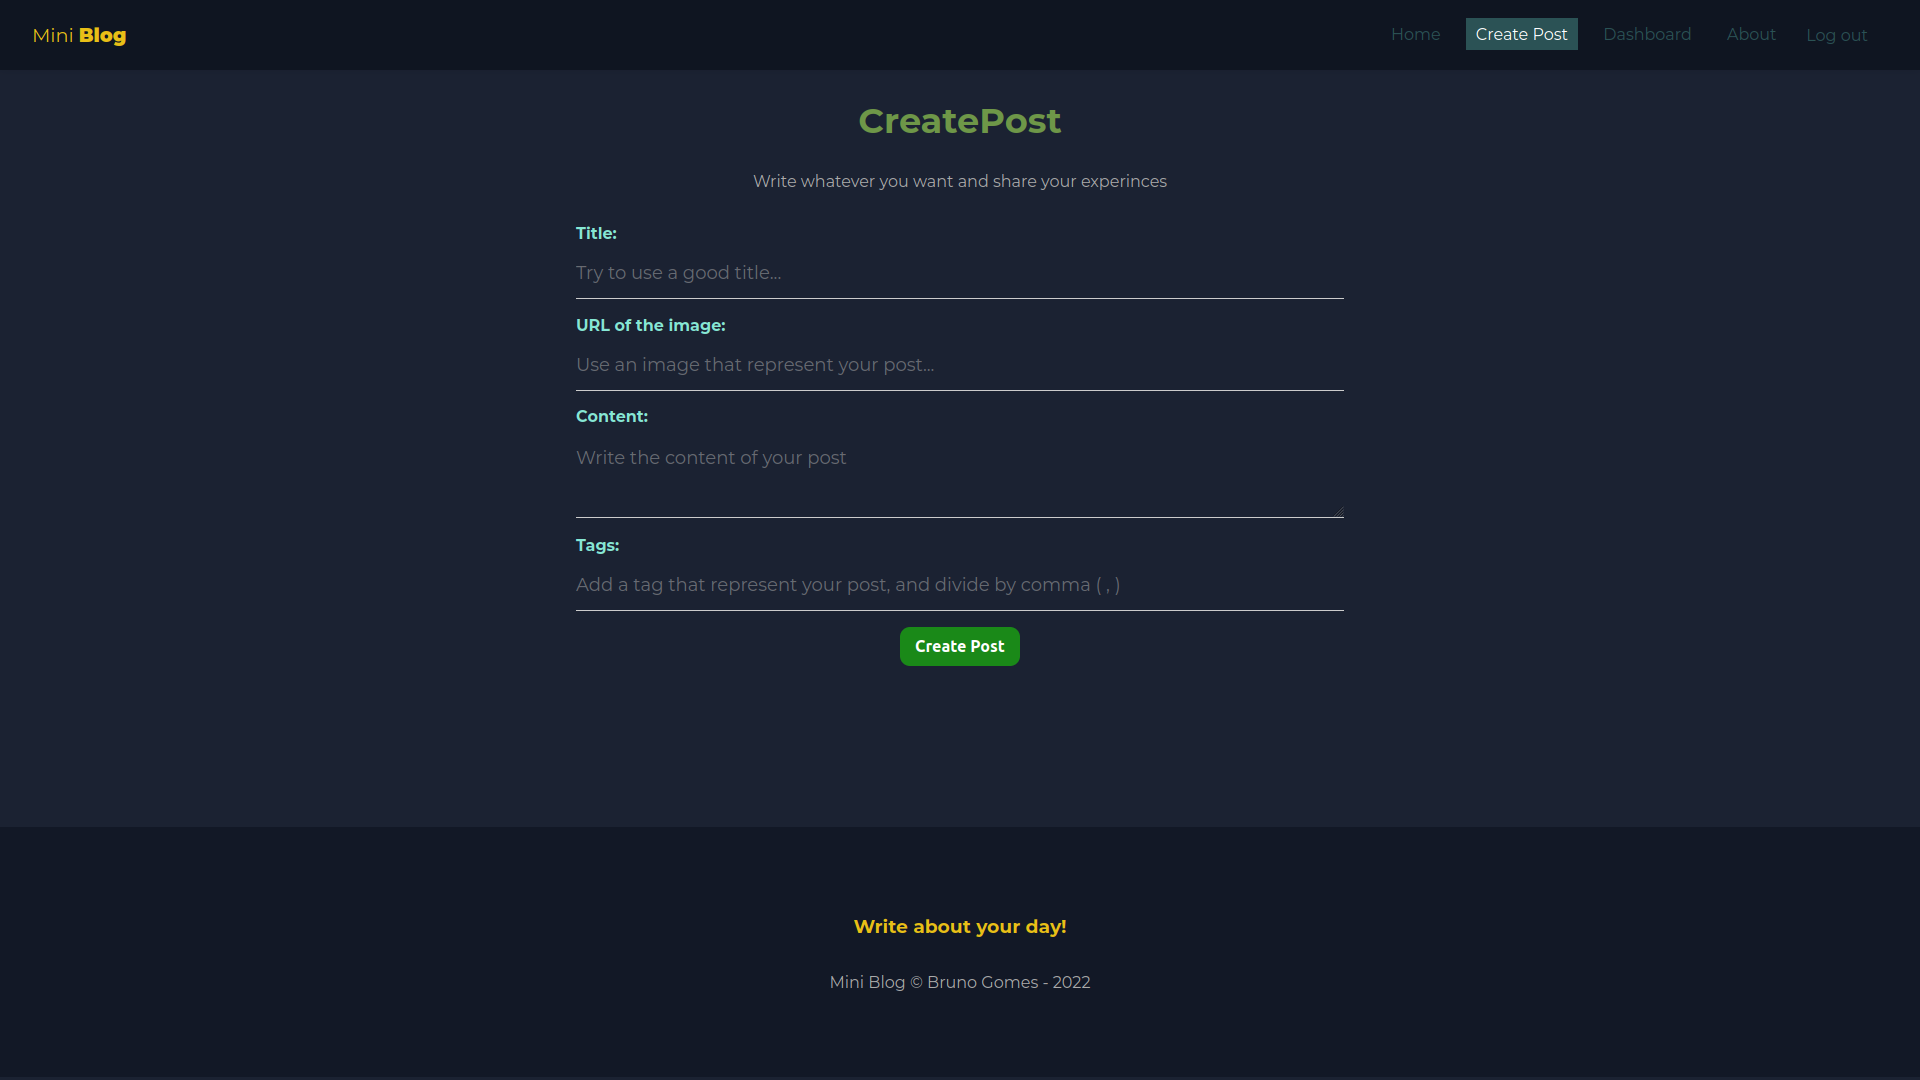 Mini Blog
Home Create Post Dashboard About Log out
CreatePost
Write whatever you want and share your experinces
Title:
Try to use a good title...
URL of the image:
Use an image that represent your post...
Content:
Write the content of your post
Tags:
Add a tag that represent your post, and divide by comma ( , )
Create Post
Write about your day!
Mini Blog © Bruno Gomes - 2022